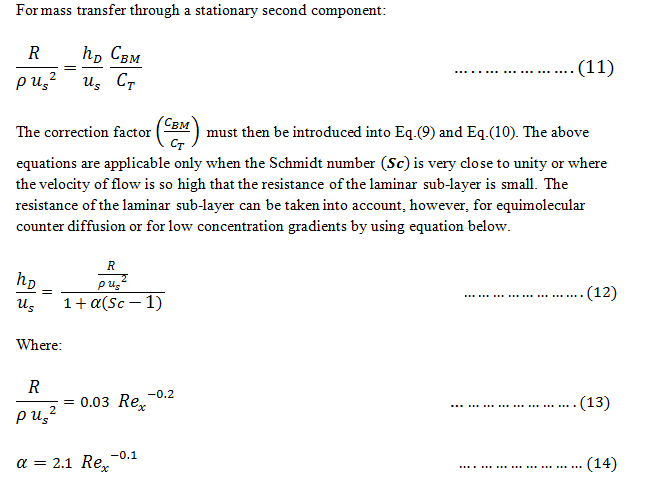 For mass transfer through a stationary second component:
R / (ρ u_s^2) = (h_D / u_s) (C_BM / C_T) ………………….(11)
The correction factor (C_BM / C_T) must then be introduced into Eq.(9) and Eq.(10). The above
equations are applicable only when the Schmidt number (Sc) is very close to unity or where
the velocity of flow is so high that the resistance of the laminar sub-layer is small. The
resistance of the laminar sub-layer can be taken into account, however, for equimolecular
counter diffusion or for low concentration gradients by using equation below.
h_D / u_s = (R / (ρ u_s^2)) / (1 + α(Sc − 1)) ………………….(12)
Where:
R / (ρ u_s^2) = 0.03 Re_x^−0.2 ………………….(13)
α = 2.1 Re_x^−0.1 ………………….(14)